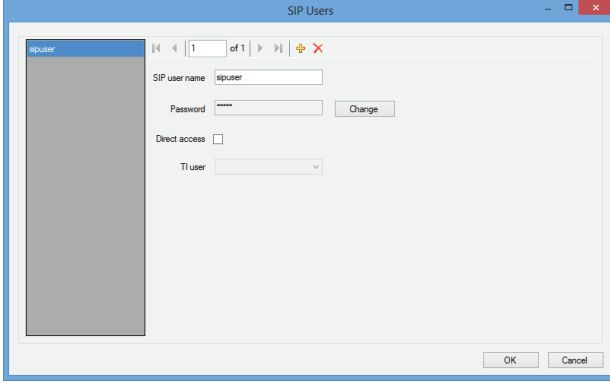 SIP Users
sipuser
1 of 1
SIP user name sipuser
Password *****
Change
Direct access
TI user
OK Cancel